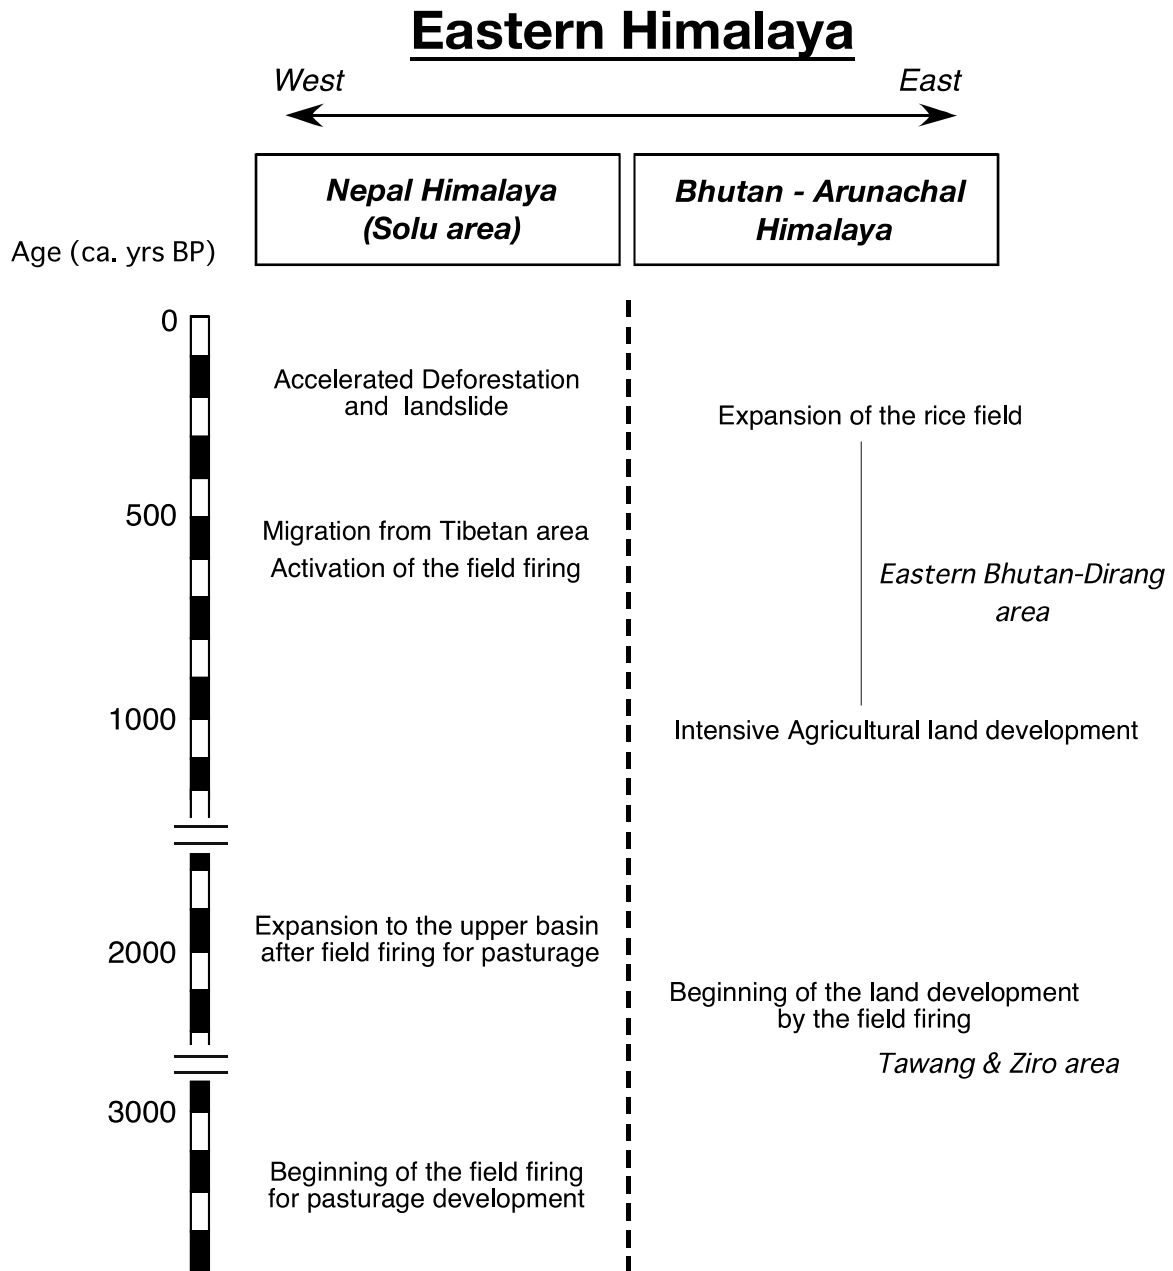 Eastern Himalaya
West
East
Nepal Himalaya
(Solu area)
Bhutan - Arunachal
Himalaya
Age (ca. yrs BP)
0
Accelerated Deforestation
and landslide
Expansion of the rice field
500
Migration from Tibetan area
Activation of the field firing
Eastern Bhutan-Dirang
area
1000
Intensive Agricultural land development
Expansion to the upper basin
after field firing for pasturage
2000
Beginning of the land development
by the field firing
Tawang & Ziro area
3000
Beginning of the field firing
for pasturage development